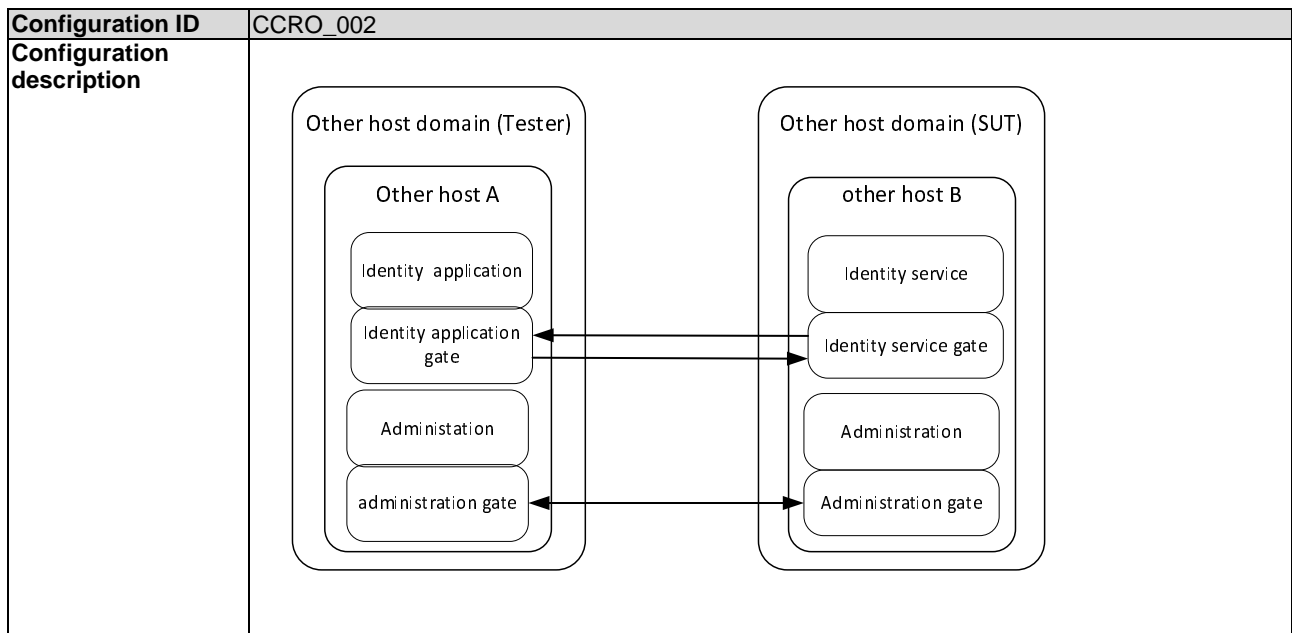 Configuration ID CCRO_002
Configuration
description
Other host domain (Tester)
Other host A
Identity application
Identity application
gate
Administation
administration gate
Other host domain (SUT)
other host B
Identity service
Identity service gate
Administration
Administration gate